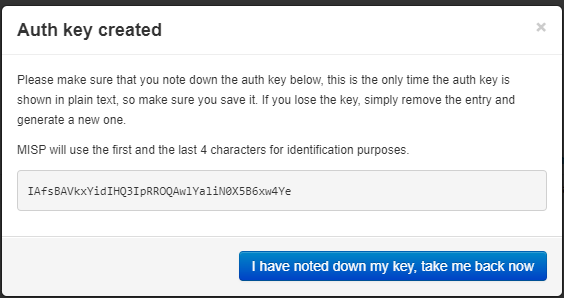 Auth key created
×
Please make sure that you note down the auth key below, this is the only time the auth key is
shown in plain text, so make sure you save it. If you lose the key, simply remove the entry and
generate a new one.
MISP will use the first and the last 4 characters for identification purposes.
IAfsBAVkxYidIHQ3IpRROQAwlYaliN0X5B6xw4Ye
I have noted down my key, take me back now